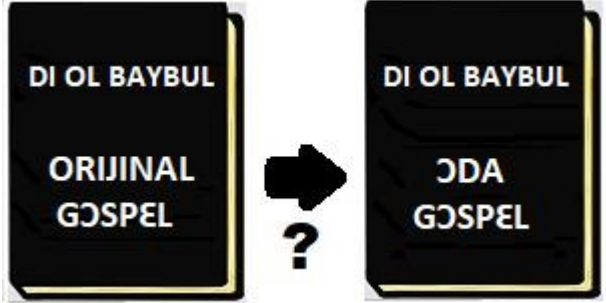 DI OL BAYBUL
ORIJINAL
GƆSPƐL
?
DI OL BAYBUL
ƆDA
GƆSPƐL